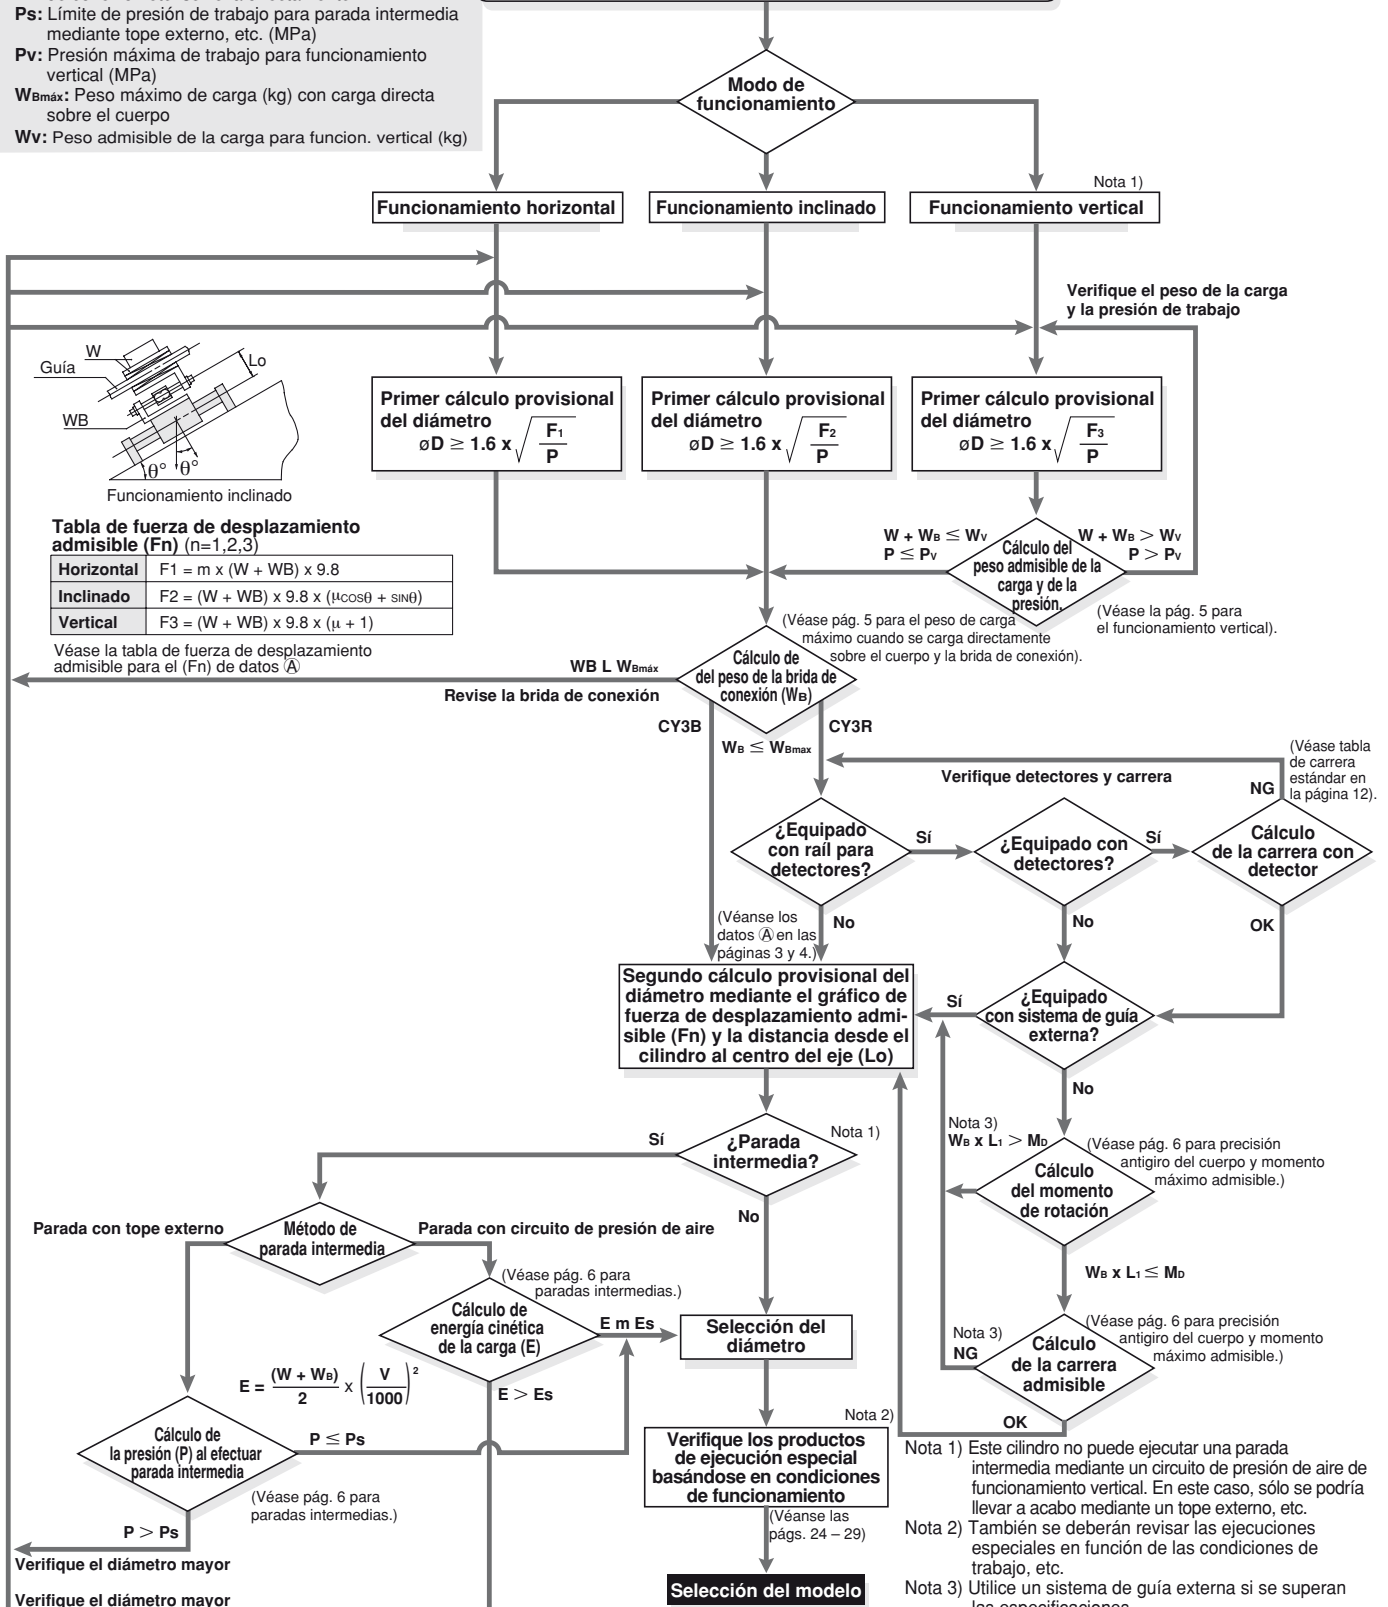 Ps: Límite de presión de trabajo para parada intermedia
mediante tope externo, etc. (MPa)
Pv: Presión máxima de trabajo para funcionamiento
vertical (MPa)
WBmáx: Peso máximo de carga (kg) con carga directa
sobre el cuerpo
Wv: Peso admisible de la carga para funcion. vertical (kg)
Modo de
funcionamiento
Nota 1)
Funcionamiento horizontal
Funcionamiento inclinado
Funcionamiento vertical
Verifique el peso de la carga
y la presión de trabajo
W
Guía
Lo
WB
θ° θ°
Funcionamiento inclinado
Primer cálculo provisional
del diámetro
øD ≥ 1.6 x √ F1 / P
Primer cálculo provisional
del diámetro
øD ≥ 1.6 x √ F2 / P
Primer cálculo provisional
del diámetro
øD ≥ 1.6 x √ F3 / P
Tabla de fuerza de desplazamiento
admisible (Fn) (n=1,2,3)
Horizontal F1 = m x (W + WB) x 9.8
Inclinado F2 = (W + WB) x 9.8 x (μCOSθ + SINθ)
Vertical F3 = (W + WB) x 9.8 x (μ + 1)
Véase la tabla de fuerza de desplazamiento
admisible para el (Fn) de datos Ⓐ
W + WB ≤ Wv
P ≤ Pv
Cálculo del
peso admisible de la
carga y de la
presión.
W + WB > Wv
P > Pv
(Véase la pág. 5 para
el funcionamiento vertical).
(Véase pág. 5 para el peso de carga
máximo cuando se carga directamente
sobre el cuerpo y la brida de conexión).
Cálculo de
del peso de la brida de
conexión (WB)
WB L WBmáx
Revise la brida de conexión
CY3B
CY3R
WB ≤ WBmax
Verifique detectores y carrera
(Véase tabla
de carrera
estándar en
la página 12).
NG
¿Equipado
con raíl para
detectores?
Sí
¿Equipado con
detectores?
Sí
Cálculo
de la carrera con
detector
No
No
OK
(Véanse los
datos Ⓐ en las
páginas 3 y 4.)
Segundo cálculo provisional del
diámetro mediante el gráfico de
fuerza de desplazamiento admi-
sible (Fn) y la distancia desde el
cilindro al centro del eje (Lo)
Sí
¿Equipado
con sistema de guía
externa?
No
Nota 3)
WB x L1 > MD
(Véase pág. 6 para precisión
antigiro del cuerpo y momento
máximo admisible.)
Cálculo
del momento
de rotación
WB x L1 ≤ MD
Nota 3)
NG
(Véase pág. 6 para precisión
antigiro del cuerpo y momento
máximo admisible.)
Cálculo
de la carrera
admisible
OK
Sí
¿Parada
intermedia?
Nota 1)
No
Parada con tope externo
Método de
parada intermedia
Parada con circuito de presión de aire
(Véase pág. 6 para
paradas intermedias.)
Cálculo de
energía cinética
de la carga (E)
E m Es
E > Es
E = (W + WB) / 2 x ( V / 1000 ) ²
Selección del
diámetro
Cálculo de
la presión (P) al efectuar
parada intermedia
P ≤ Ps
(Véase pág. 6 para
paradas intermedias.)
P > Ps
Verifique el diámetro mayor
Verifique el diámetro mayor
Nota 2)
Verifique los productos
de ejecución especial
basándose en condiciones
de funcionamiento
(Véanse las
págs. 24 – 29)
Selección del modelo
Nota 1) Este cilindro no puede ejecutar una parada
intermedia mediante un circuito de presión de aire de
funcionamiento vertical. En este caso, sólo se podría
llevar a acabo mediante un tope externo, etc.
Nota 2) También se deberán revisar las ejecuciones
especiales en función de las condiciones de
trabajo, etc.
Nota 3) Utilice un sistema de guía externa si se superan
las especificaciones